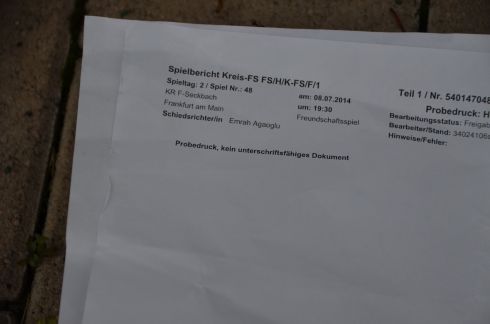 Spielbericht Kreis-FS FS/H/K-FS/F/1
Spieltag: 2 / Spiel Nr.: 48 am: 08.07.2014
KR F-Seckbach um: 19:30
Frankfurt am Main Freundschaftsspiel
Schiedsrichter/in Emrah Agaoglu
Probedruck, kein unterschriftsfähiges Dokument
Teil 1 / Nr. 540147048
Probedruck: H
Bearbeitungsstatus: Freigab
Bearbeiter/Stand: 34024106
Hinweise/Fehler: